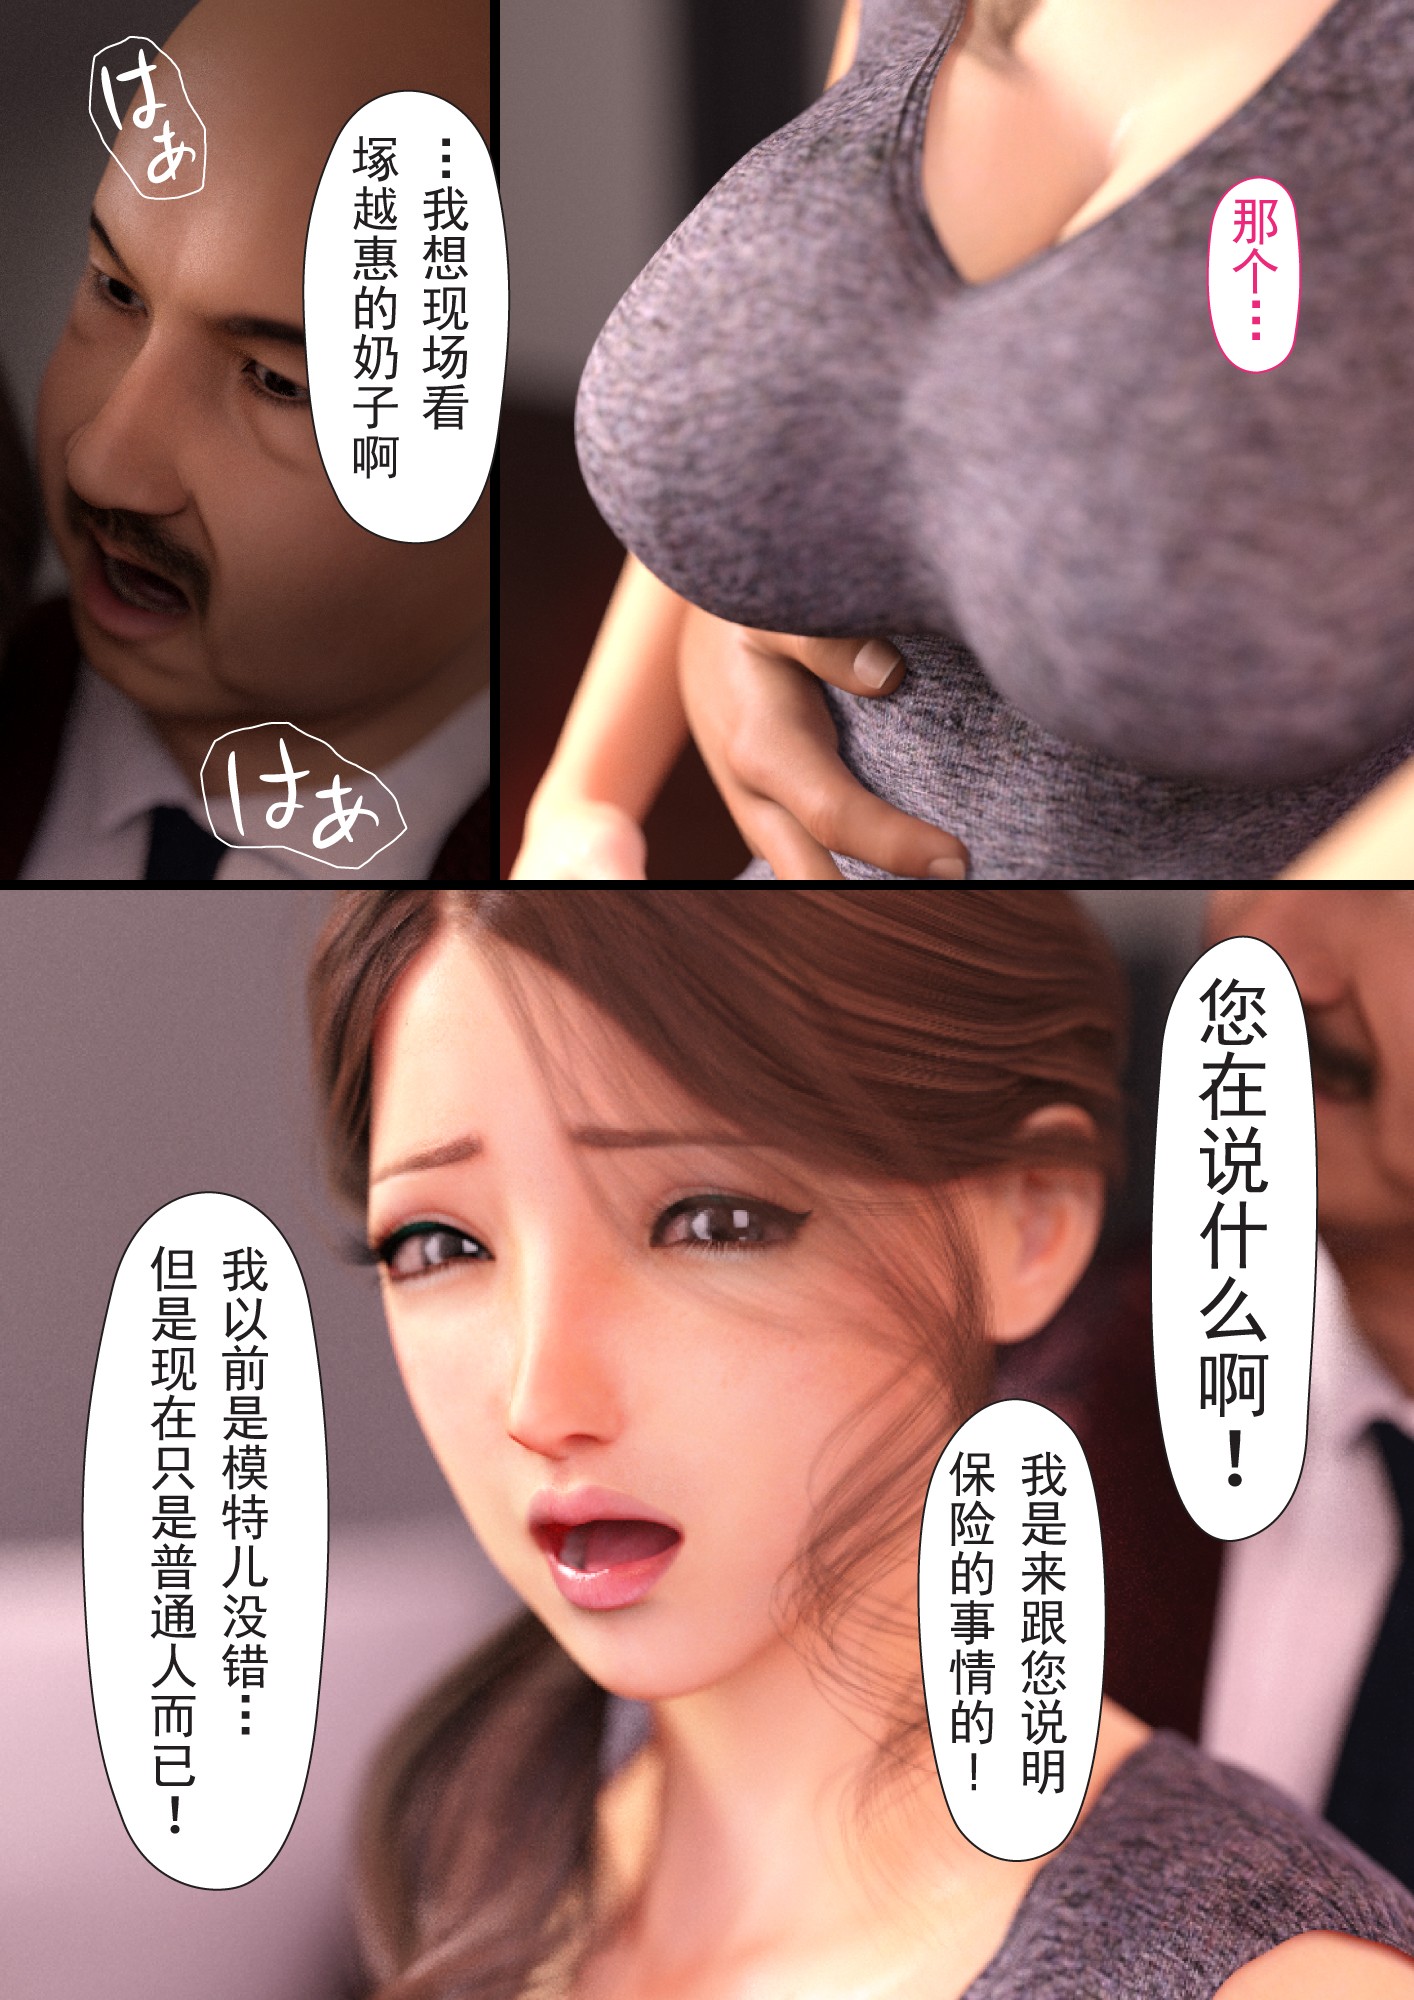 那个…
…我想现场看
塚越惠的奶子啊
はぁ
はぁ
您在说什么啊！
我是来跟您说明
保险的事情的！
我以前是模特儿没错…
但是现在只是普通人而已！